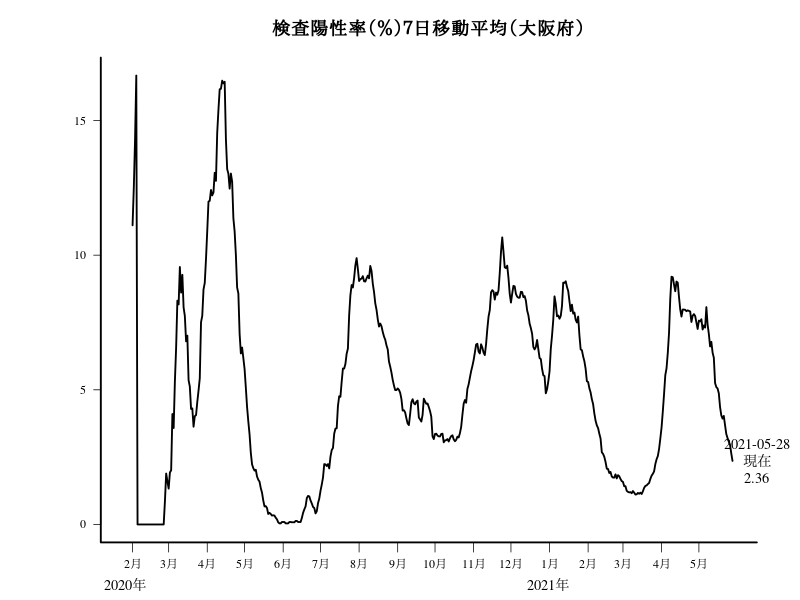 検査陽性率(%)7日移動平均(大阪府)
15
10
5
0
2021-05-28
現在
2.36
2月 3月 4月 5月 6月 7月 8月 9月 10月 11月 12月 1月 2月 3月 4月 5月
2020年 2021年